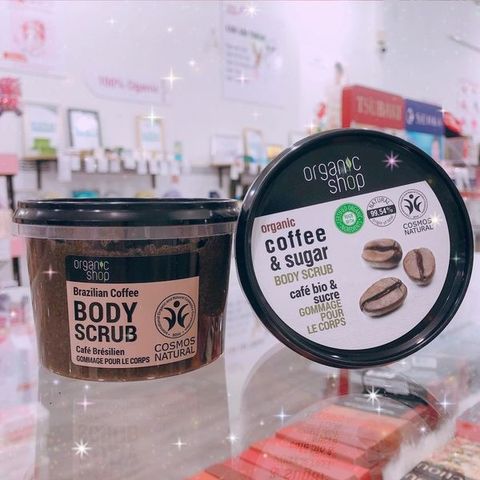 100% Organic
TSUBAKI
organic
shop
Brazilian Coffee
BODY
SCRUB
Café Brésilien
GOMMAGE POUR LE CORPS
COSMOS
NATURAL
organic
shop
organic
coffee
& sugar
BODY SCRUB
café bio &
sucre
GOMMAGE
POUR
LE CORPS
NATURAL
99.54%
COSMOS
NATURAL